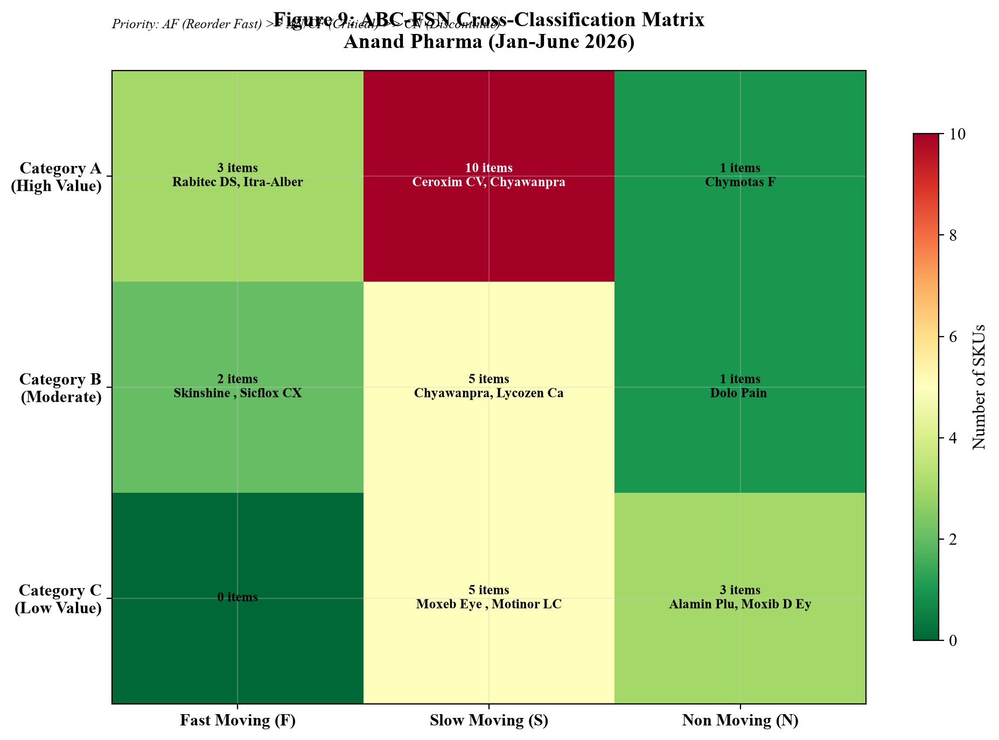 Figure 9: ABC-FSN Cross-Classification Matrix
Priority: AF (Reorder Fast) >> AN/CF (Critical) >> CN (Discontinue)
Anand Pharma (Jan-June 2026)
Category A
(High Value)
3 items
Rabitec DS, Itra-Alber
10 items
Ceroxim CV, Chyawanpra
1 items
Chymotas F
Category B
(Moderate)
2 items
Skinshine , Sicflox CX
5 items
Chyawanpra, Lycozen Ca
1 items
Dolo Pain
Category C
(Low Value)
0 items
5 items
Moxeb Eye , Motinor LC
3 items
Alamin Plu, Moxib D Ey
Fast Moving (F)
Slow Moving (S)
Non Moving (N)
10
8
6
4
2
0
Number of SKUs